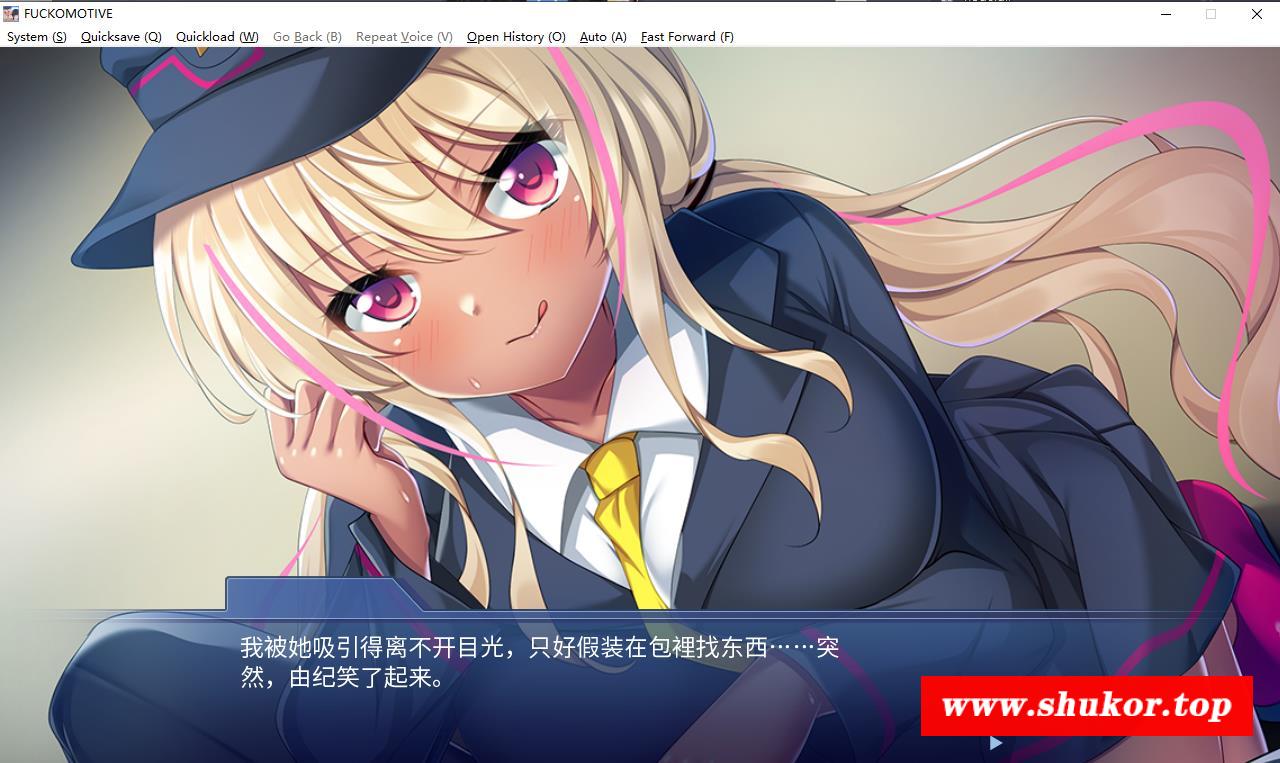 FUCKOMOTIVE
System (S) Quicksave (Q) Quickload (W) Go Back (B) Repeat Voice (V) Open History (O) Auto (A) Fast Forward (F)
我被她吸引得离不开目光，只好假装在包裡找东西……突
然，由纪笑了起来。
www.shukor.top